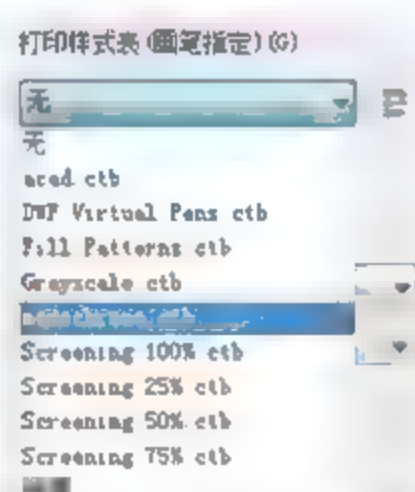 打印样式表(画笔指定)(G)
无
无
acad.ctb
DWF Virtual Pens.ctb
Fill Patterns.ctb
Grayscale.ctb
Screening 100%.ctb
Screening 25%.ctb
Screening 50%.ctb
Screening 75%.ctb